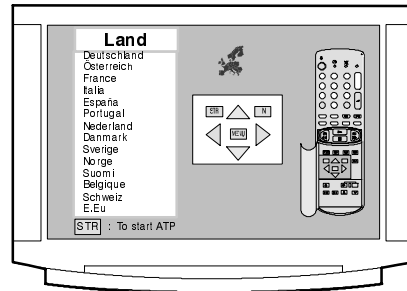 Land
Deutschland
Österreich
France
Italia
España
Portugal
Nederland
Danmark
Sverige
Norge
Suomi
Belgique
Schweiz
E.Eu
STR : To start ATP
STR
N
MENU